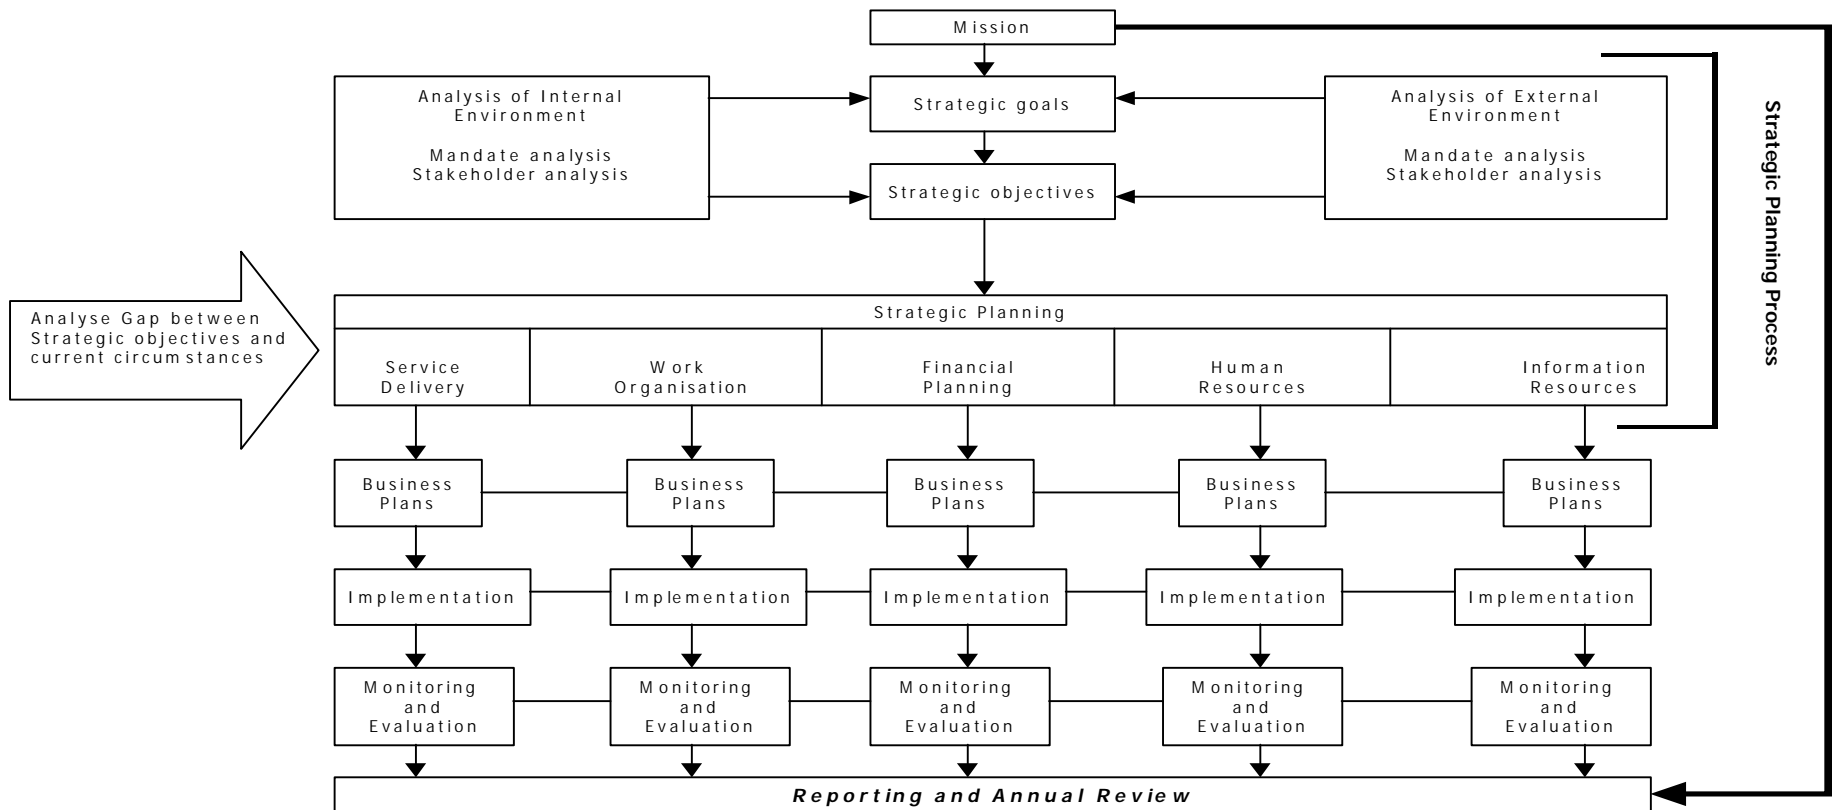 Mission
Analysis of Internal
Environment
Mandate analysis
Stakeholder analysis
Strategic goals
Strategic objectives
Analysis of External
Environment
Mandate analysis
Stakeholder analysis
Strategic Planning Process
Analyse Gap between
Strategic objectives and
current circumstances
Strategic Planning
Service
Delivery
Work
Organisation
Financial
Planning
Human
Resources
Information
Resources
Business
Plans
Business
Plans
Business
Plans
Business
Plans
Business
Plans
Implementation
Implementation
Implementation
Implementation
Implementation
Monitoring
and
Evaluation
Monitoring
and
Evaluation
Monitoring
and
Evaluation
Monitoring
and
Evaluation
Monitoring
and
Evaluation
Reporting and Annual Review